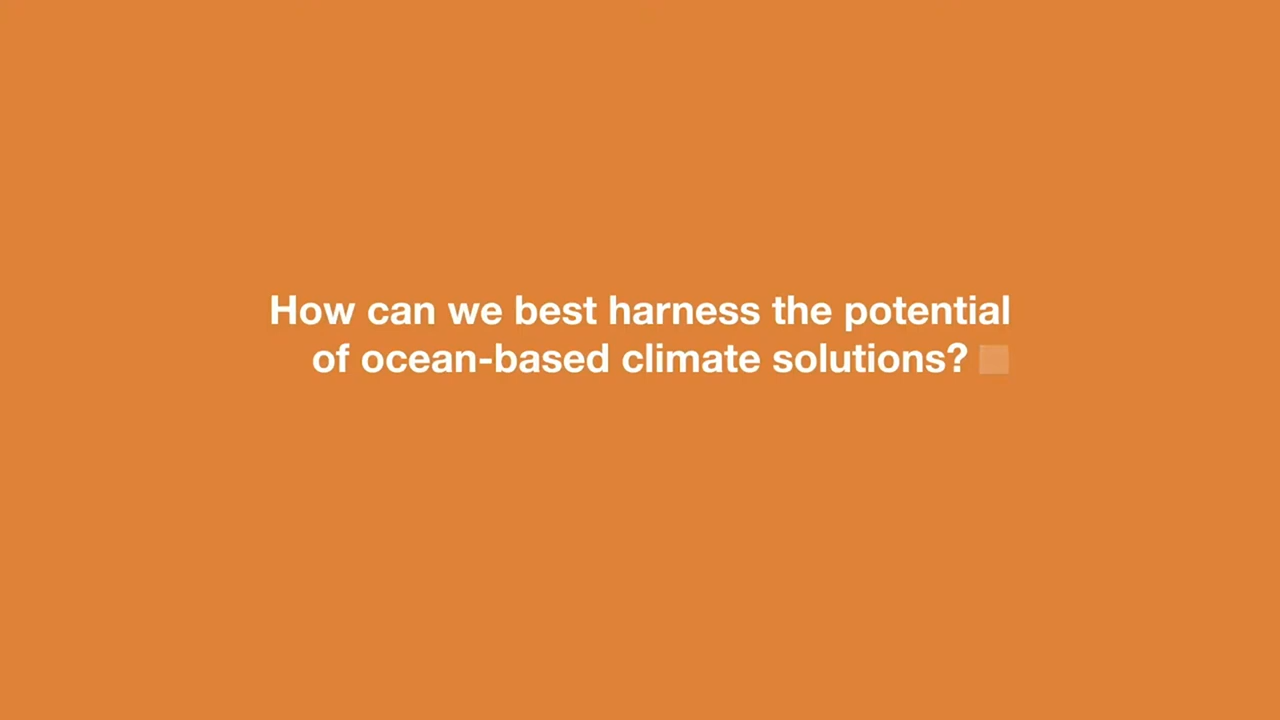 How can we best harness the potential
of ocean-based climate solutions?